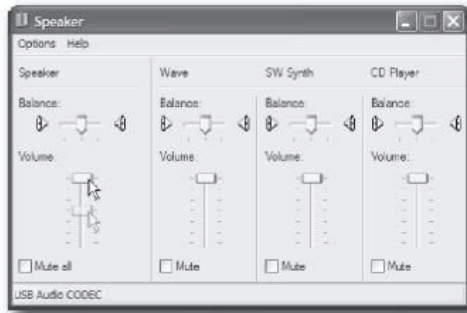 Speaker
Options Help
Speaker Wave SW Synth CD Player
Balance: Balance: Balance: Balance:
Volume: Volume: Volume: Volume:
Mute all Mute Mute Mute
USB Audio CODEC